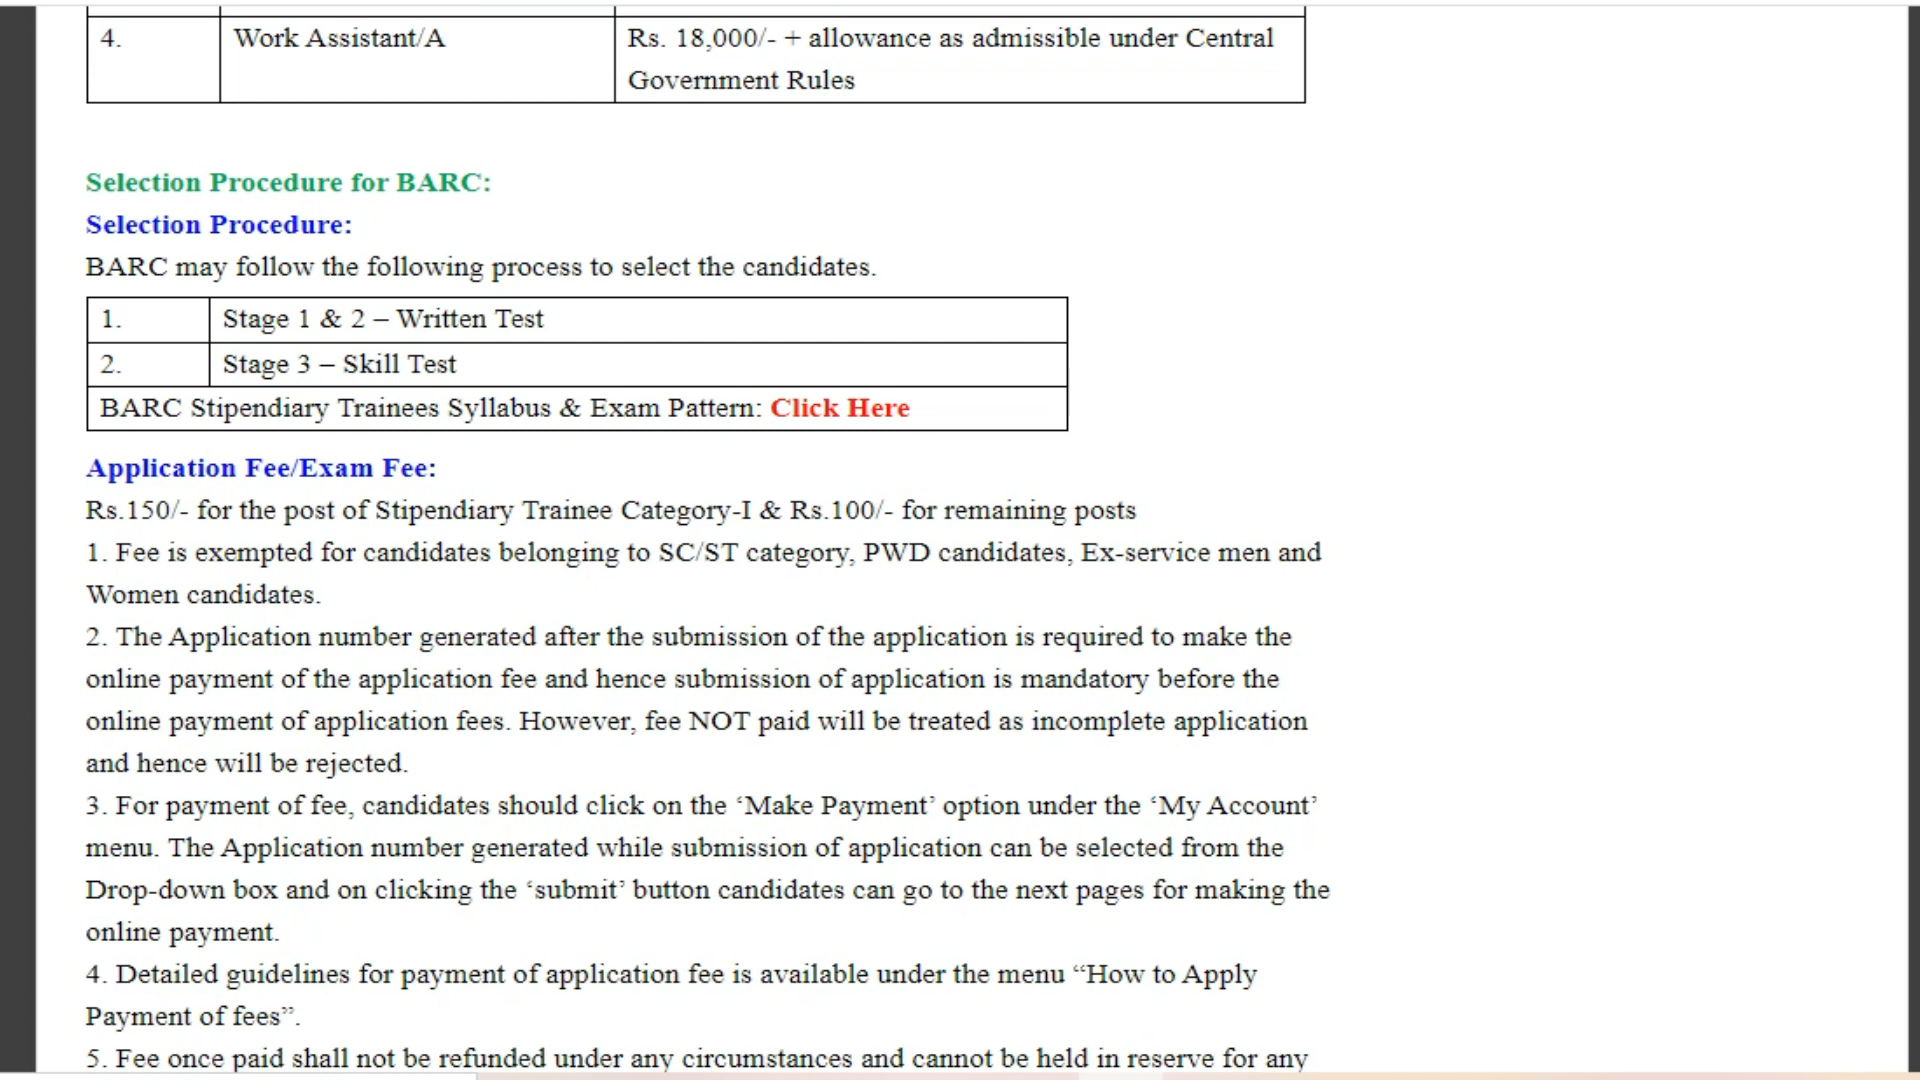 4. Work Assistant/A Rs. 18,000/- + allowance as admissible under Central
Government Rules
Selection Procedure for BARC:
Selection Procedure:
BARC may follow the following process to select the candidates.
1. Stage 1 & 2 – Written Test
2. Stage 3 – Skill Test
BARC Stipendiary Trainees Syllabus & Exam Pattern: Click Here
Application Fee/Exam Fee:
Rs.150/- for the post of Stipendiary Trainee Category-I & Rs.100/- for remaining posts
1. Fee is exempted for candidates belonging to SC/ST category, PWD candidates, Ex-service men and
Women candidates.
2. The Application number generated after the submission of the application is required to make the
online payment of the application fee and hence submission of application is mandatory before the
online payment of application fees. However, fee NOT paid will be treated as incomplete application
and hence will be rejected.
3. For payment of fee, candidates should click on the ‘Make Payment’ option under the ‘My Account’
menu. The Application number generated while submission of application can be selected from the
Drop-down box and on clicking the ‘submit’ button candidates can go to the next pages for making the
online payment.
4. Detailed guidelines for payment of application fee is available under the menu “How to Apply
Payment of fees”.
5. Fee once paid shall not be refunded under any circumstances and cannot be held in reserve for any